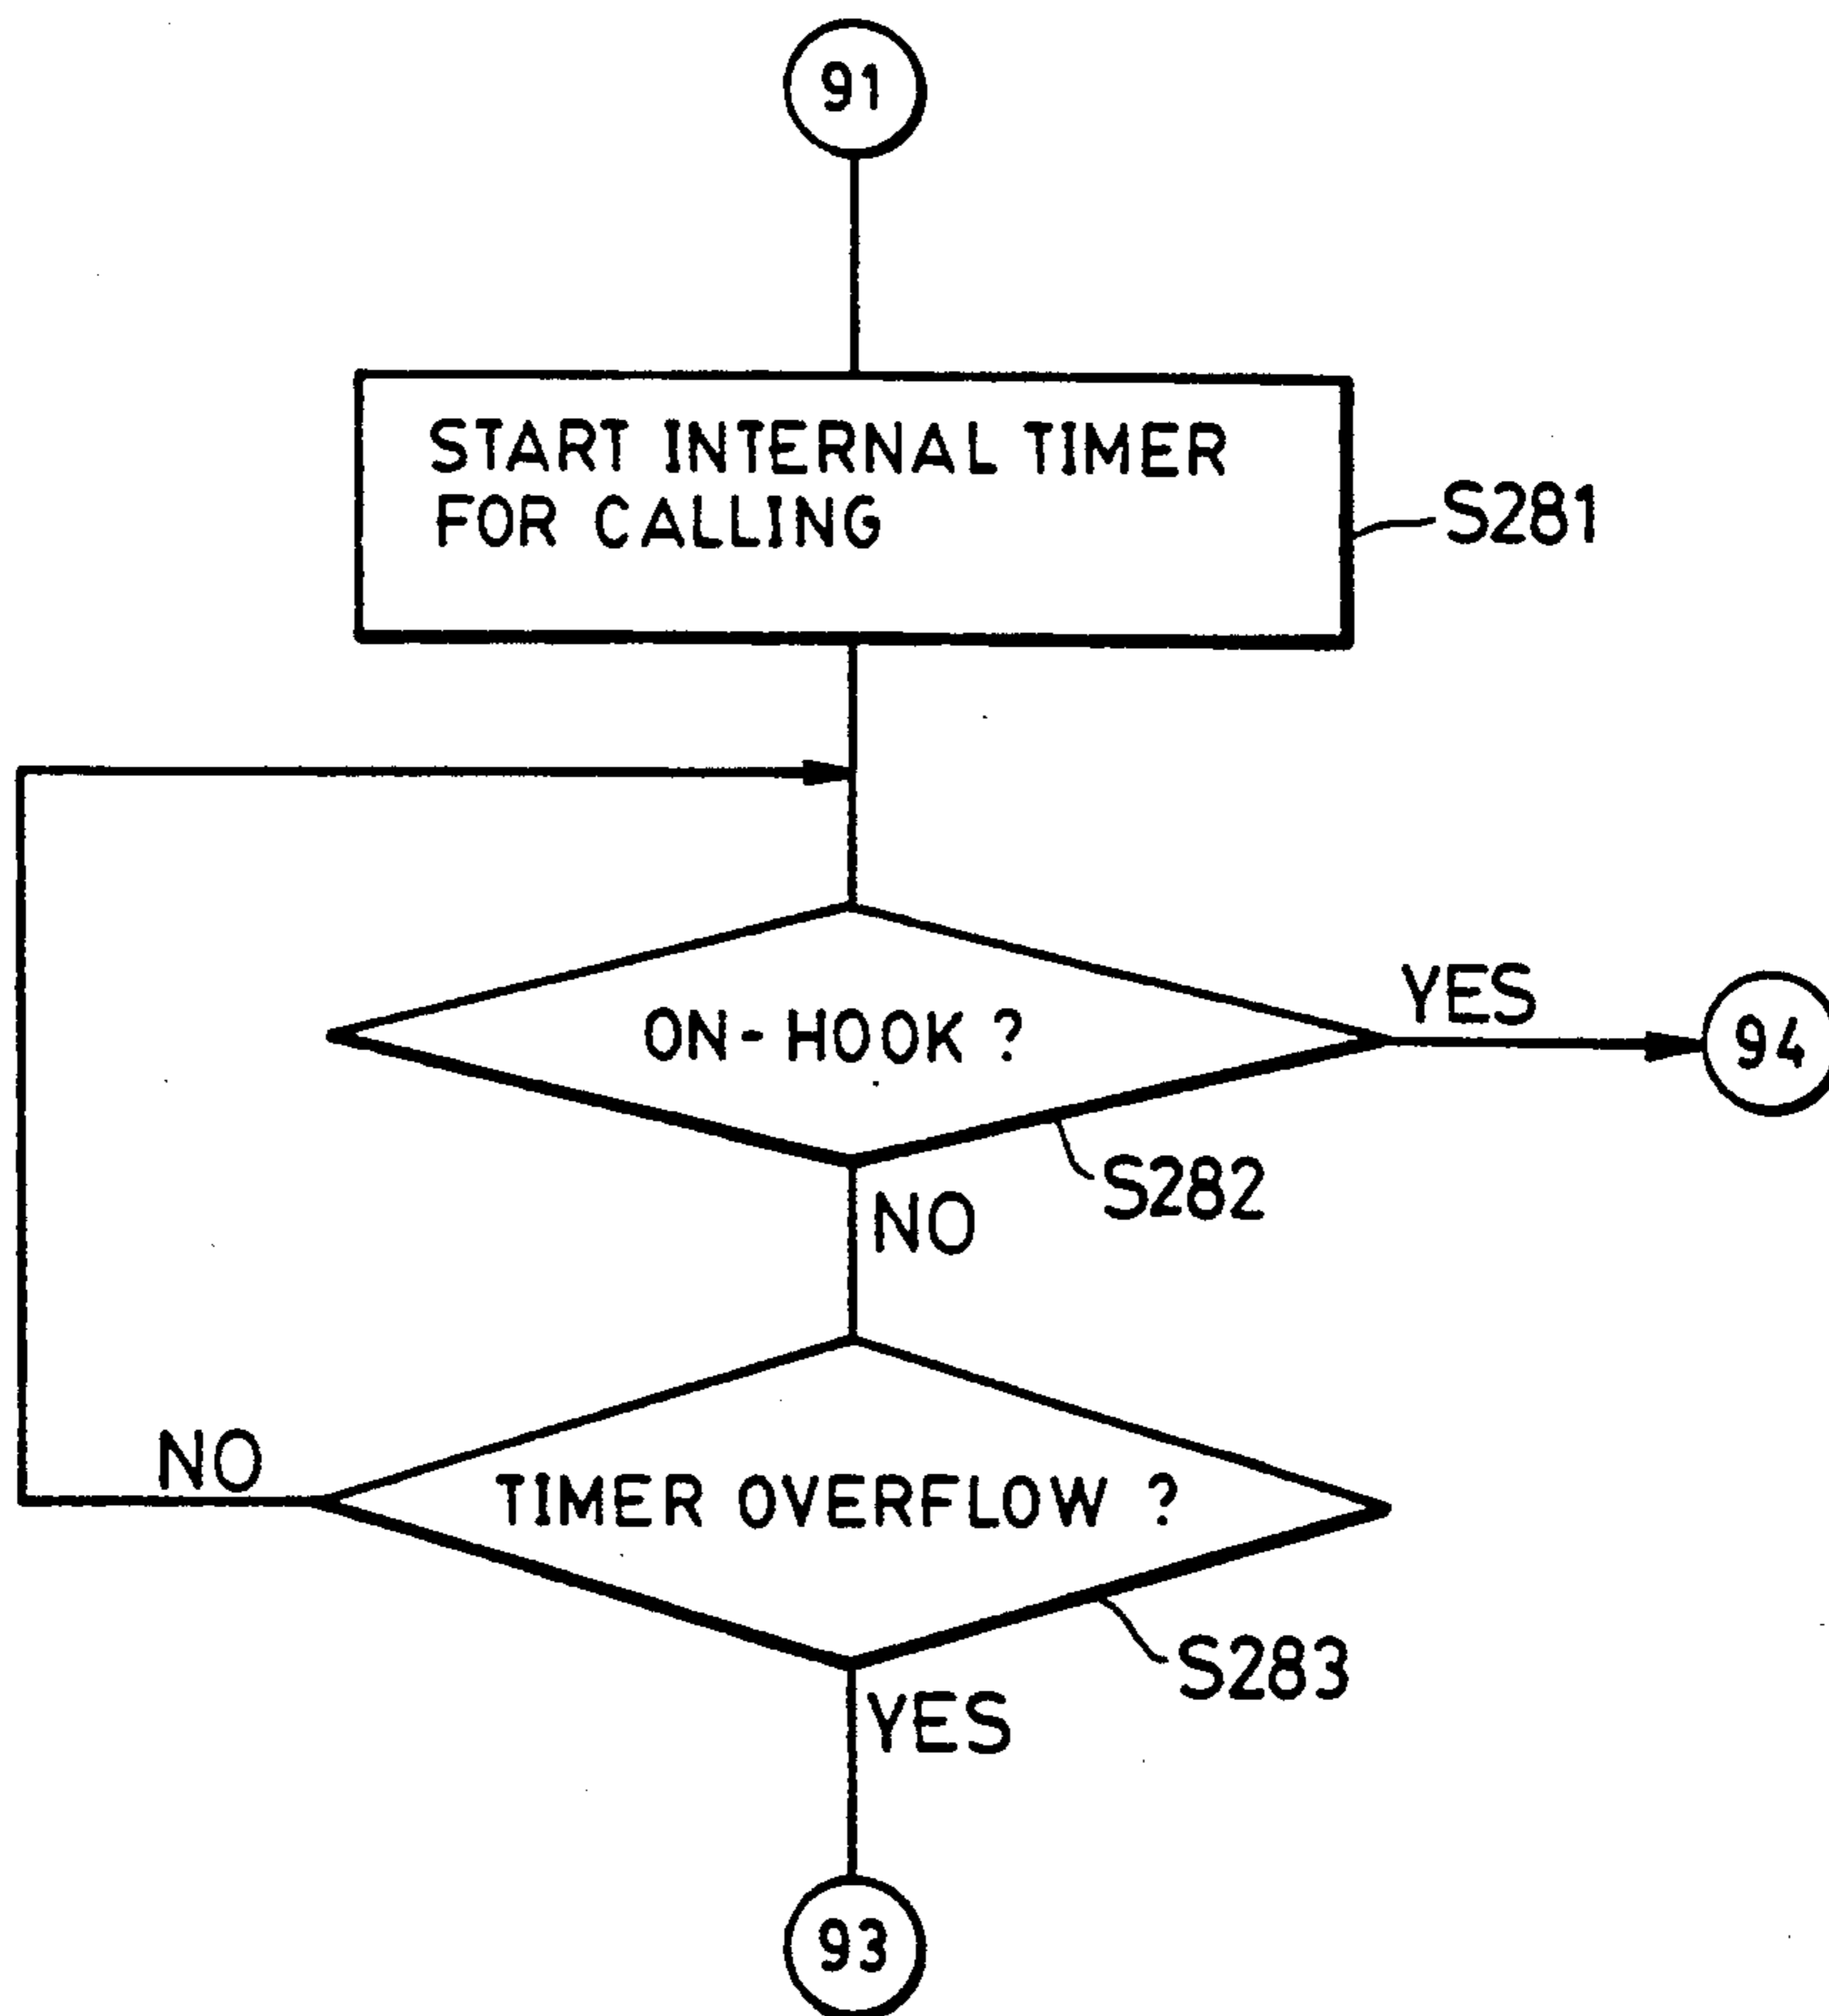 91
START INTERNAL TIMER
FOR CALLING
S281
ON-HOOK ?
YES
94
S282
NO
NO
TIMER OVERFLOW ?
S283
YES
93